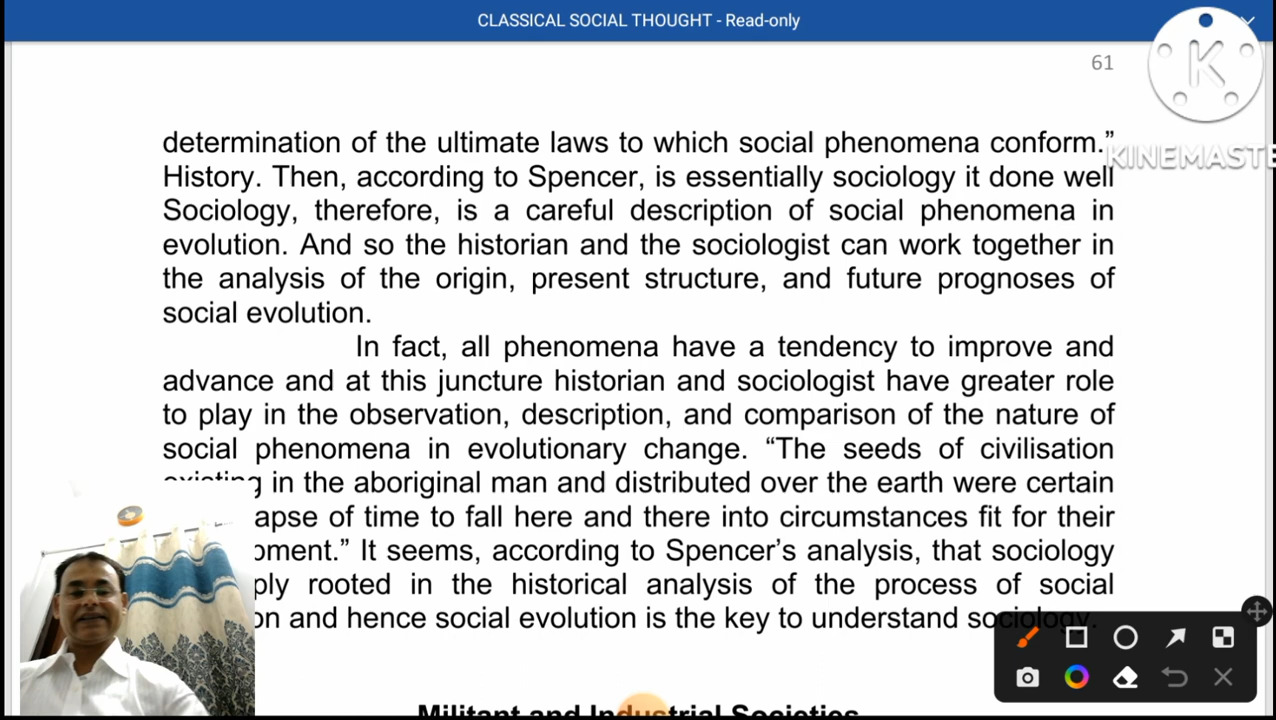 CLASSICAL SOCIAL THOUGHT - Read-only
61
determination of the ultimate laws to which social phenomena conform.”
KINEMASTE
History. Then, according to Spencer, is essentially sociology it done well
Sociology, therefore, is a careful description of social phenomena in
evolution. And so the historian and the sociologist can work together in
the analysis of the origin, present structure, and future prognoses of
social evolution.
In fact, all phenomena have a tendency to improve and
advance and at this juncture historian and sociologist have greater role
to play in the observation, description, and comparison of the nature of
social phenomena in evolutionary change. “The seeds of civilisation
existing in the aboriginal man and distributed over the earth were certain
apse of time to fall here and there into circumstances fit for their
pment.” It seems, according to Spencer’s analysis, that sociology
ply rooted in the historical analysis of the process of social
on and hence social evolution is the key to understand sociology.
Militant and Industrial Societies